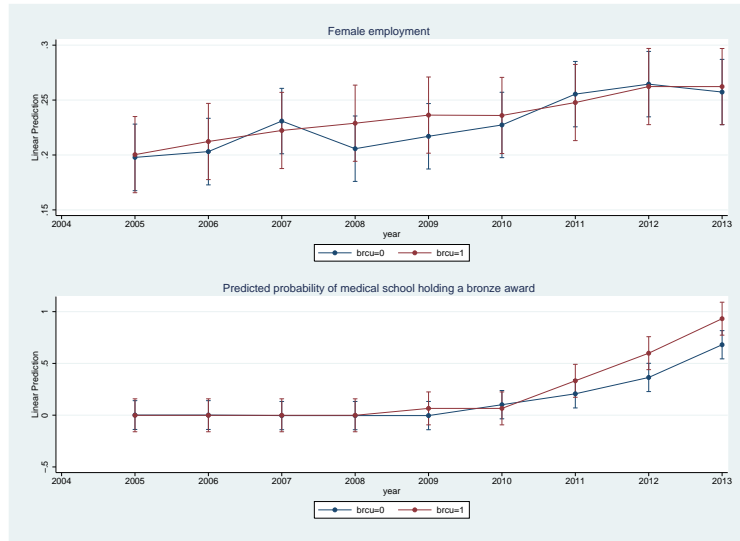 Female employment
.3
.25
.2
.15
Linear Prediction
2004 2005 2006 2007 2008 2009 2010 2011 2012 2013
year
brcu=0 brcu=1
Predicted probability of medical school holding a bronze award
1
.5
0
-.5
Linear Prediction
2004 2005 2006 2007 2008 2009 2010 2011 2012 2013
year
brcu=0 brcu=1